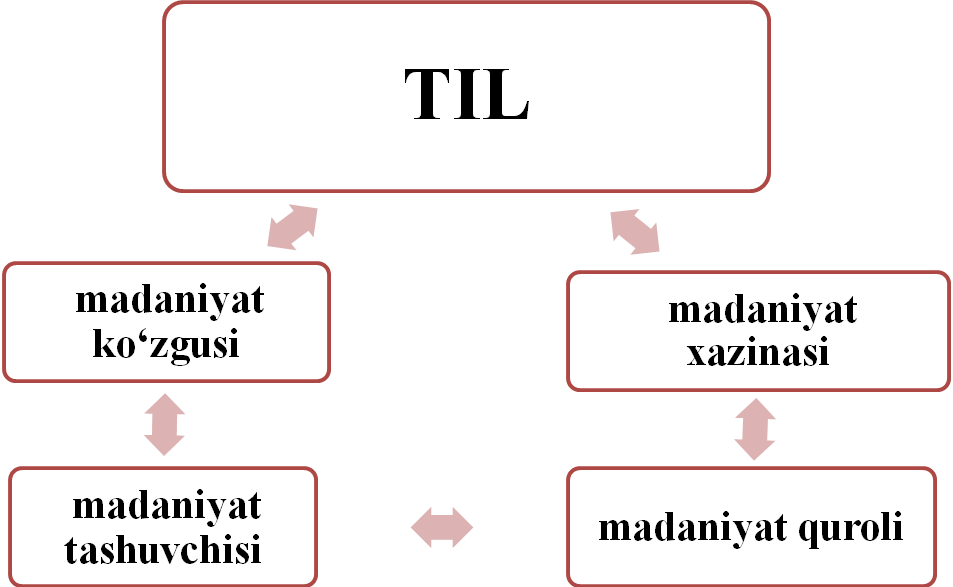 TIL
madaniyat
ko‘zgusi
madaniyat
xazinasi
madaniyat
tashuvchisi
madaniyat quroli